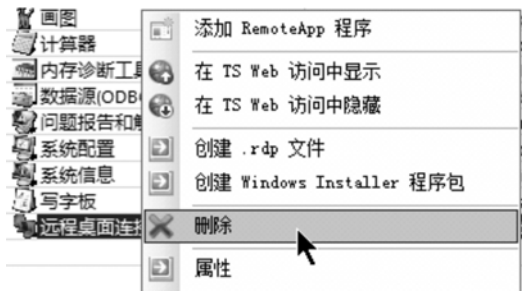 画图
计算器
内存诊断工
数据源(ODB
问题报告和
系统配置
系统信息
写字板
远程桌面连接
添加 RemoteApp 程序
在 TS Web 访问中显示
在 TS Web 访问中隐藏
创建 .rdp 文件
创建 Windows Installer 程序包
删除
属性